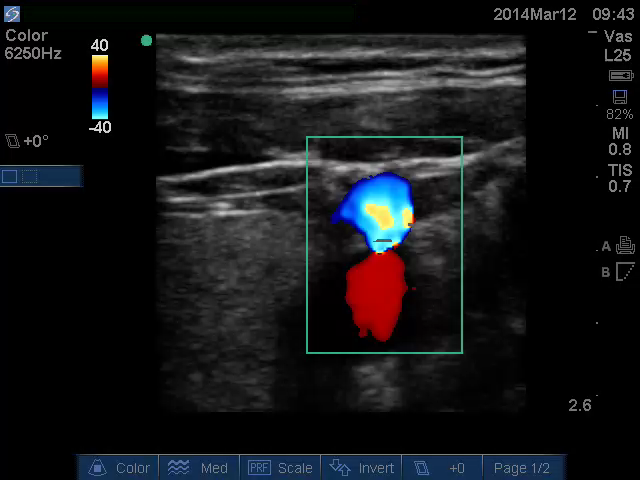 2014Mar12 09:43
Color
6250Hz
40
-40
+0°
Vas
L25
82%
MI
0.8
TIS
0.7
A
B
2.6
Color Med PRF Scale Invert +0 Page 1/2